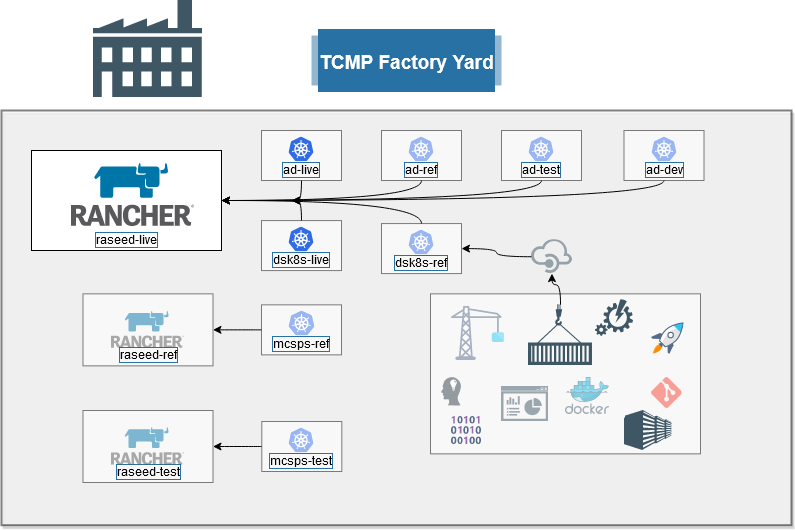 TCMP Factory Yard
ad-live
ad-ref
ad-test
ad-dev
RANCHER
raseed-live
dsk8s-live
dsk8s-ref
RANCHER
raseed-ref
mcsps-ref
docker
10101
01010
00100
RANCHER
raseed-test
mcsps-test